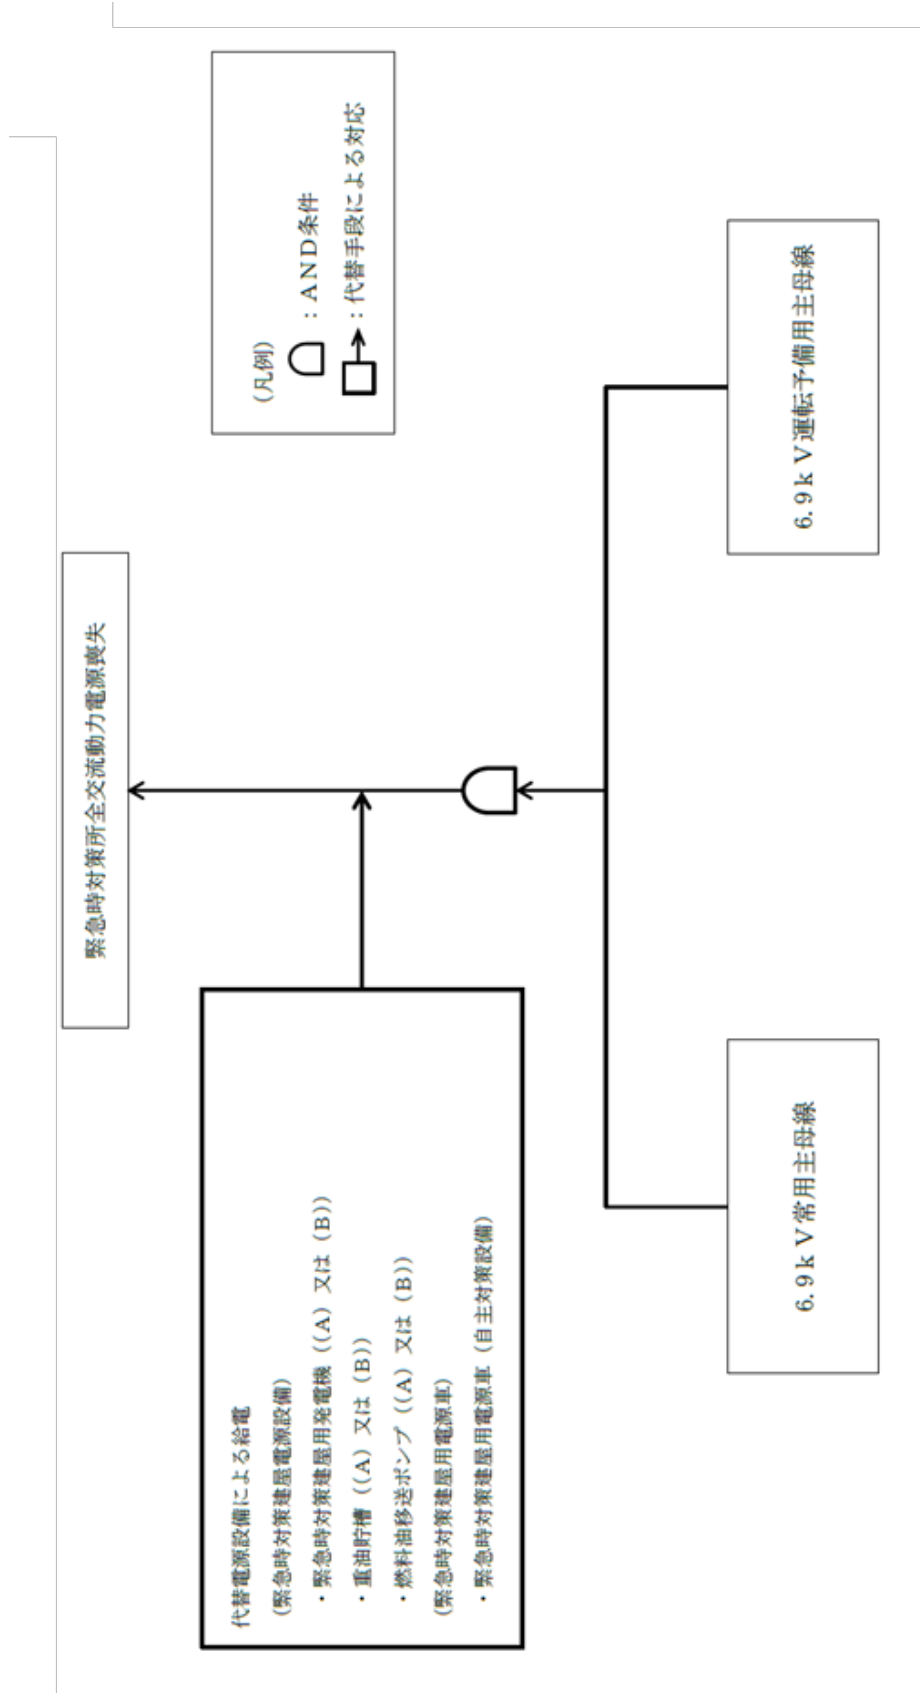 緊急時対策所全交流動力電源喪失
(凡例)
:AND条件
:代替手段による対応
代替電源設備による給電
(緊急時対策建屋電源設備)
・緊急時対策建屋用発電機((A)又は(B))
・重油貯槽((A)又は(B))
・燃料油移送ポンプ((A)又は(B))
(緊急時対策建屋用電源車)
・緊急時対策建屋用電源車(自主対策設備)
6.9kV常用主母線
6.9kV運転予備用主母線